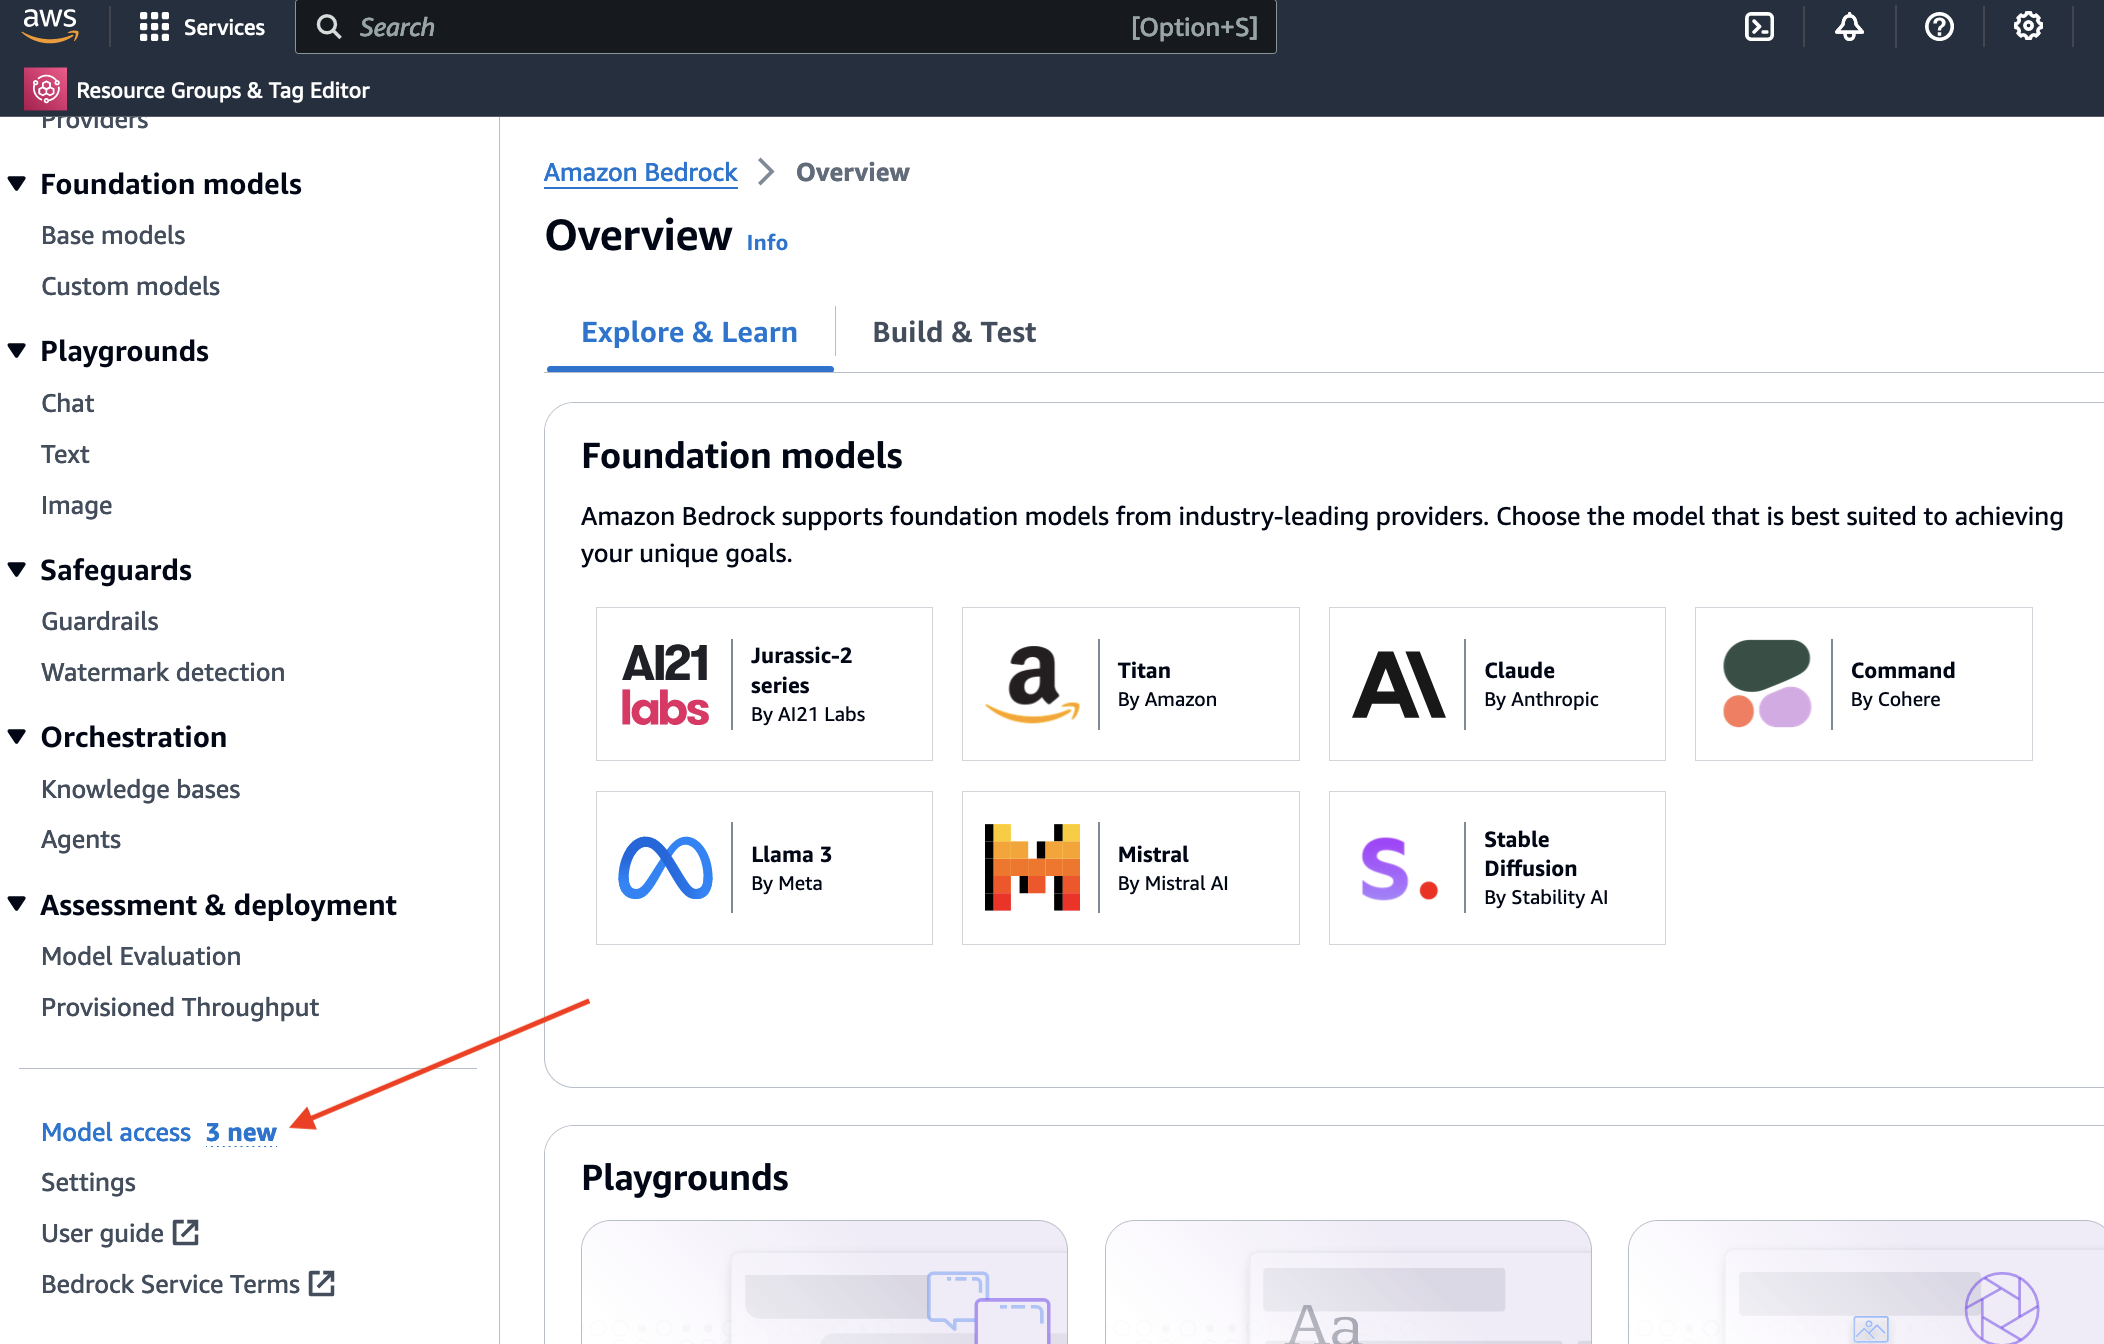 aws
Services
Search
[Option+S]
Resource Groups & Tag Editor
Providers
Foundation models
Base models
Custom models
Playgrounds
Chat
Text
Image
Safeguards
Guardrails
Watermark detection
Orchestration
Knowledge bases
Agents
Assessment & deployment
Model Evaluation
Provisioned Throughput
Model access 3 new
Settings
User guide
Bedrock Service Terms
Amazon Bedrock
Overview
Overview Info
Explore & Learn
Build & Test
Foundation models
Amazon Bedrock supports foundation models from industry-leading providers. Choose the model that is best suited to achieving
your unique goals.
AI21
labs
Jurassic-2
series
By AI21 Labs
a
Titan
By Amazon
A\
Claude
By Anthropic
Command
By Cohere
Llama 3
By Meta
Mistral
By Mistral AI
S.
Stable
Diffusion
By Stability AI
Playgrounds
Aa